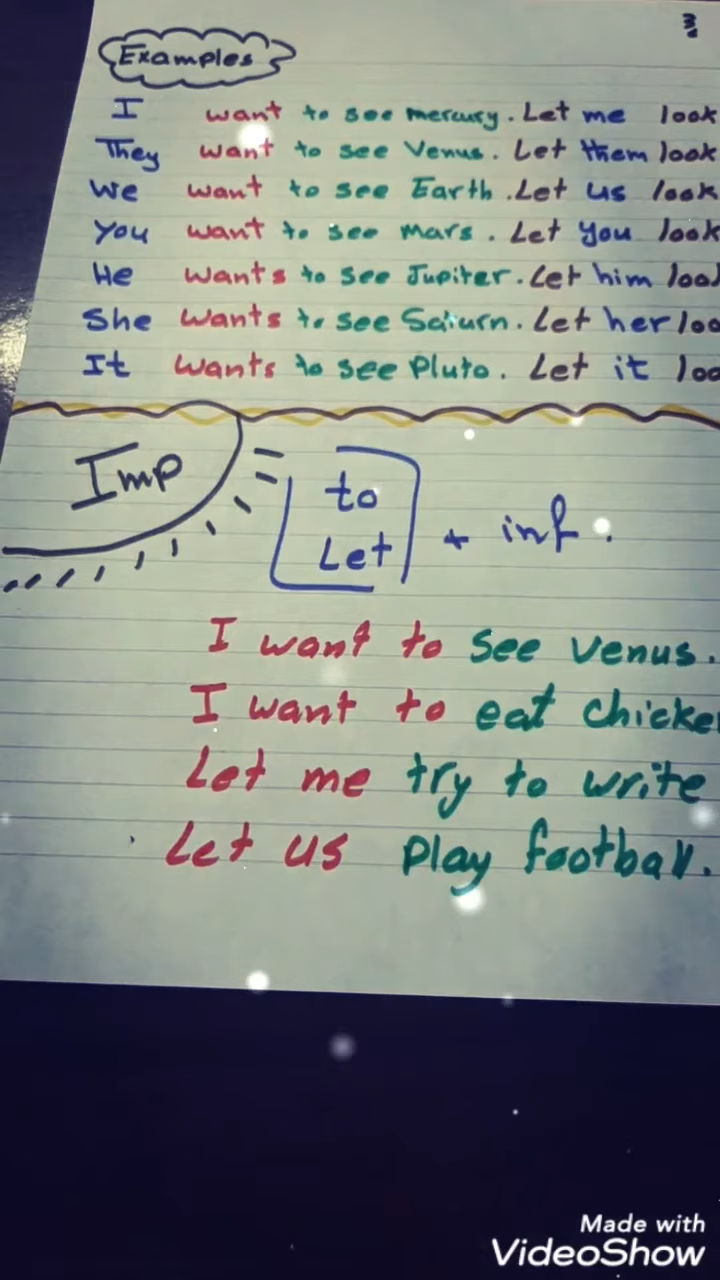 3
Examples
I want to see mercury. Let me look
They want to see Venus. Let them look
We want to see Earth. Let us look
You want to see mars. Let you look
He wants to see Jupiter. Let him look
She wants to see Saturn. Let her loo
It wants to see Pluto. Let it loo
Imp
to
Let
+ inf.
I want to see venus.
I want to eat chicke
Let me try to write
Let us play football.
Made with
VideoShow